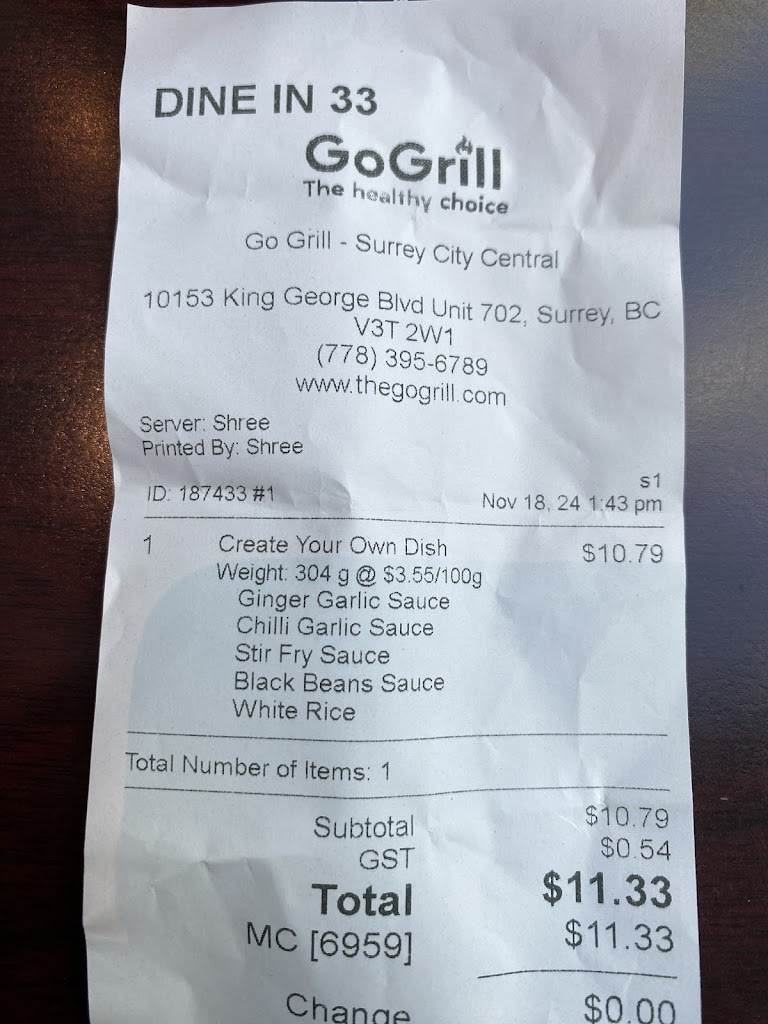 DINE IN 33
GoGrill
The healthy choice
Go Grill - Surrey City Central
10153 King George Blvd Unit 702, Surrey, BC
V3T 2W1
(778) 395-6789
www.thegogrill.com
Server: Shree
Printed By: Shree
s1
ID: 187433 #1 Nov 18, 24 1:43 pm
1 Create Your Own Dish $10.79
Weight: 304 g @ $3.55/100g
Ginger Garlic Sauce
Chilli Garlic Sauce
Stir Fry Sauce
Black Beans Sauce
White Rice
Total Number of Items: 1
Subtotal $10.79
GST $0.54
Total $11.33
MC [6959] $11.33
Change $0.00